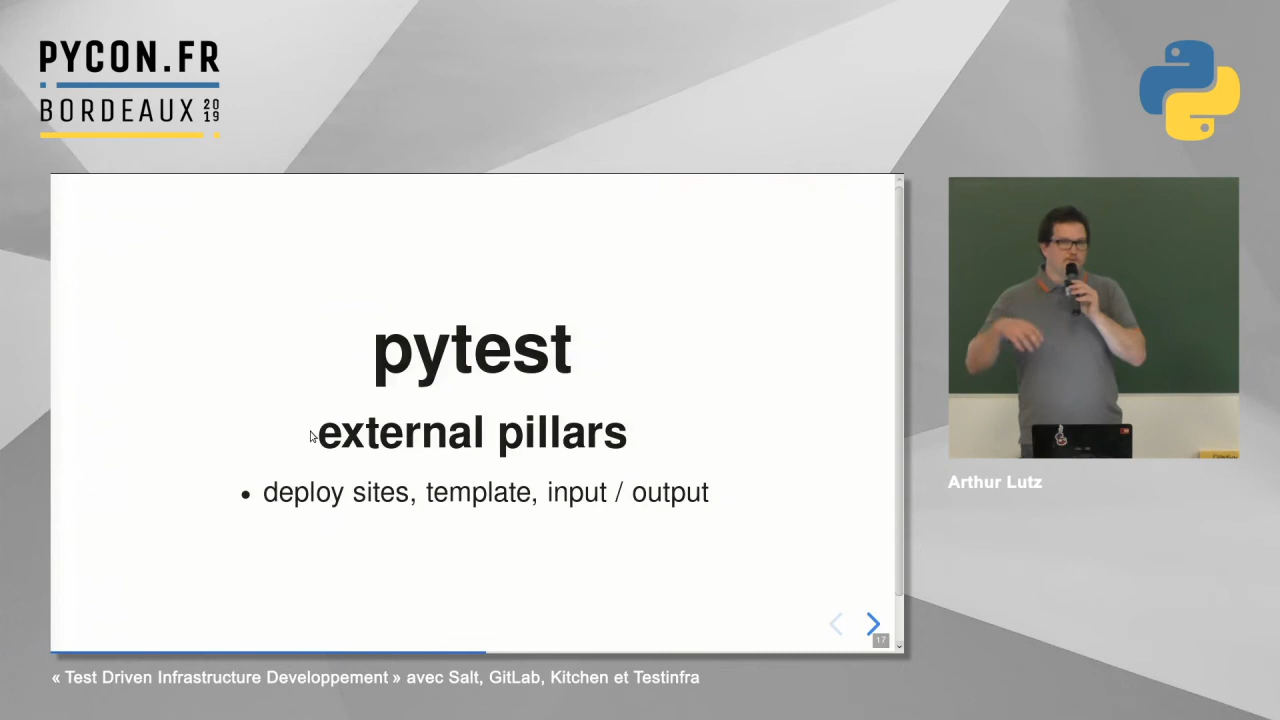 PYCON.FR
BORDEAUX 2019
pytest
external pillars
• deploy sites, template, input / output
17
Arthur Lutz
« Test Driven Infrastructure Developpement » avec Salt, GitLab, Kitchen et Testinfra